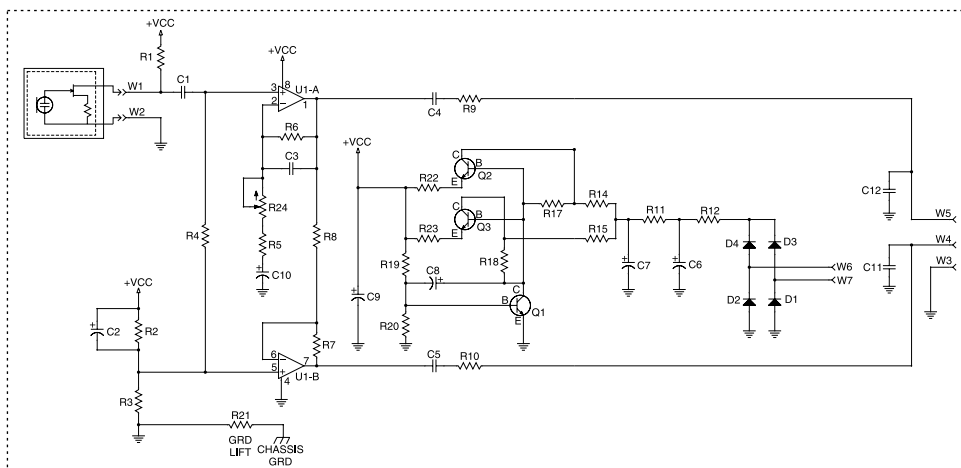 +VCC
R1
W1
W2
C1
+VCC
3
8
U1-A
2
1
R6
C3
R24
R5
C10
R4
R8
+VCC
C2
R2
R3
6
5
7
4
U1-B
R7
R21
GRD
LIFT
CHASSIS
GRD
C4
R9
C5
R10
+VCC
C9
R22
C
B
E
Q2
R23
C
B
E
Q3
R19
C8
R18
R20
C
B
E
Q1
R17
R14
R15
C7
R11
C6
R12
D4
D3
D2
D1
W6
W7
C12
W5
W4
C11
W3